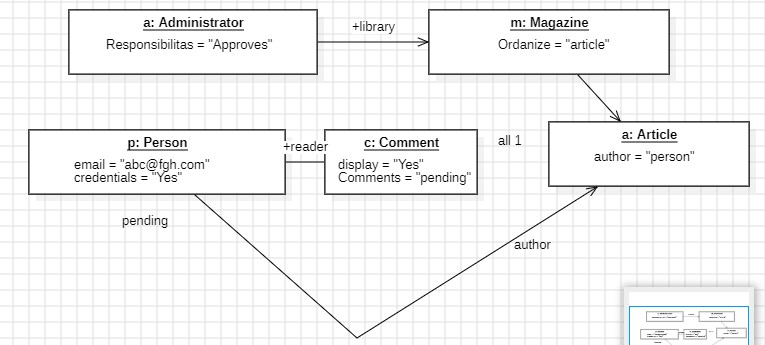 a: Administrator
Responsibilitas = "Approves"
+library
m: Magazine
Ordanize = "article"
p: Person
email = "abc@fgh.com"
credentials = "Yes"
+reader
c: Comment
display = "Yes"
Comments = "pending"
all 1
a: Article
author = "person"
pending
author